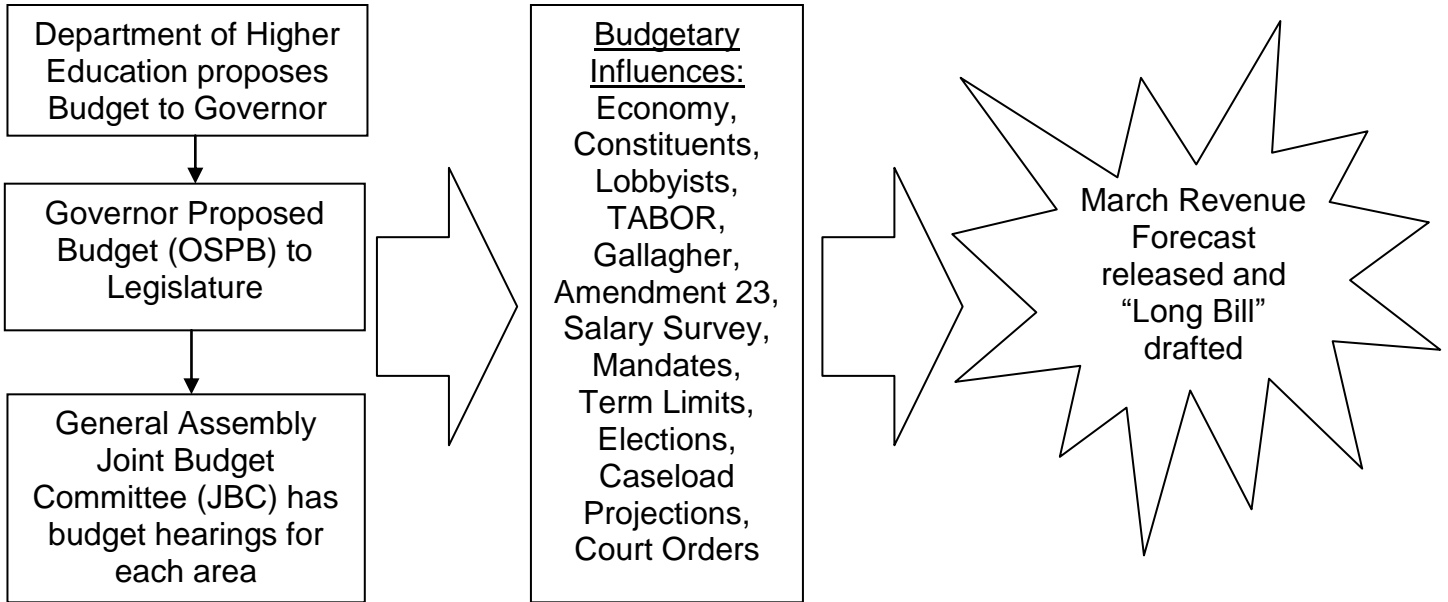 Department of Higher
Education proposes
Budget to Governor
Governor Proposed
Budget (OSPB) to
Legislature
General Assembly
Joint Budget
Committee (JBC) has
budget hearings for
each area
Budgetary
Influences:
Economy,
Constituents,
Lobbyists,
TABOR,
Gallagher,
Amendment 23,
Salary Survey,
Mandates,
Term Limits,
Elections,
Caseload
Projections,
Court Orders
March Revenue
Forecast
released and
“Long Bill”
drafted